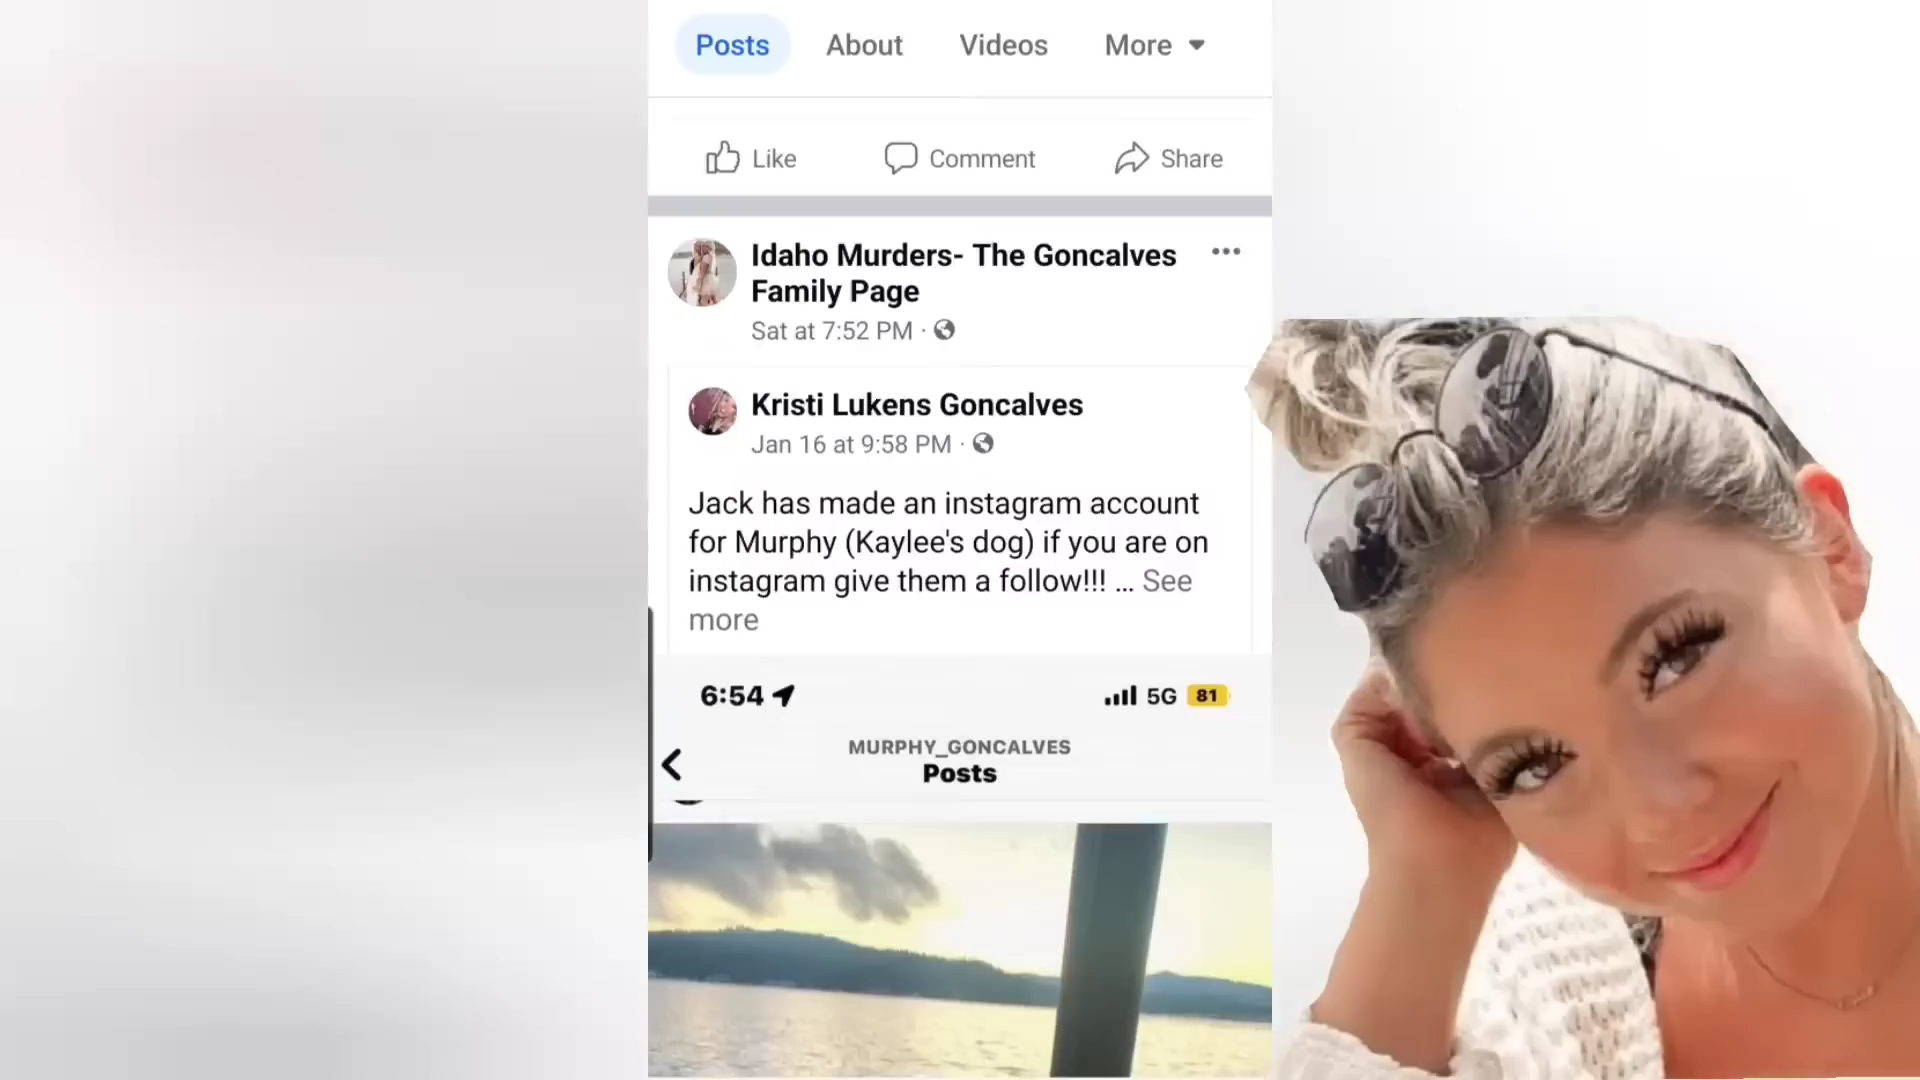 Posts About Videos More
Like Comment Share
Idaho Murders- The Goncalves
Family Page
Sat at 7:52 PM ·
Kristi Lukens Goncalves
Jan 16 at 9:58 PM ·
Jack has made an instagram account
for Murphy (Kaylee's dog) if you are on
instagram give them a follow!!! ... See
more
6:54 5G 81
MURPHY_GONCALVES
Posts